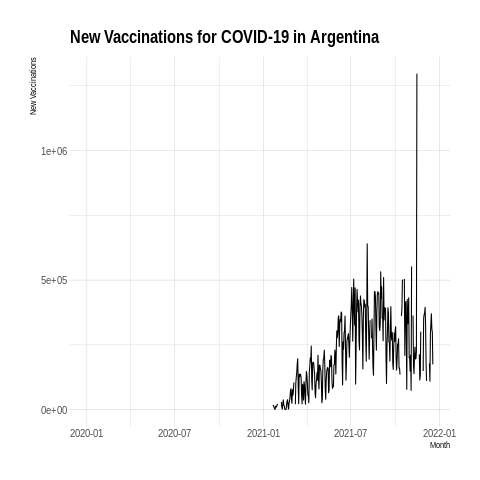 New Vaccinations for COVID-19 in Argentina
New Vaccinations
1e+06
5e+05
0e+00
2020-01 2020-07 2021-01 2021-07 2022-01
Month